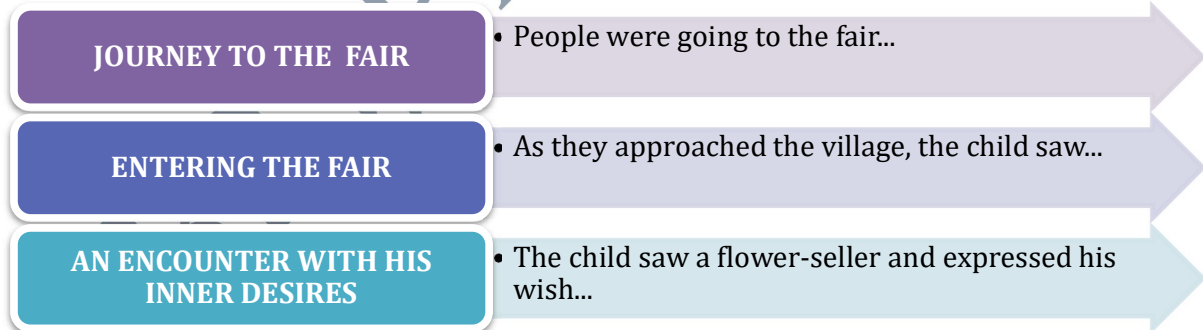 JOURNEY TO THE FAIR
• People were going to the fair...
ENTERING THE FAIR
• As they approached the village, the child saw...
AN ENCOUNTER WITH HIS
INNER DESIRES
• The child saw a flower-seller and expressed his
wish...